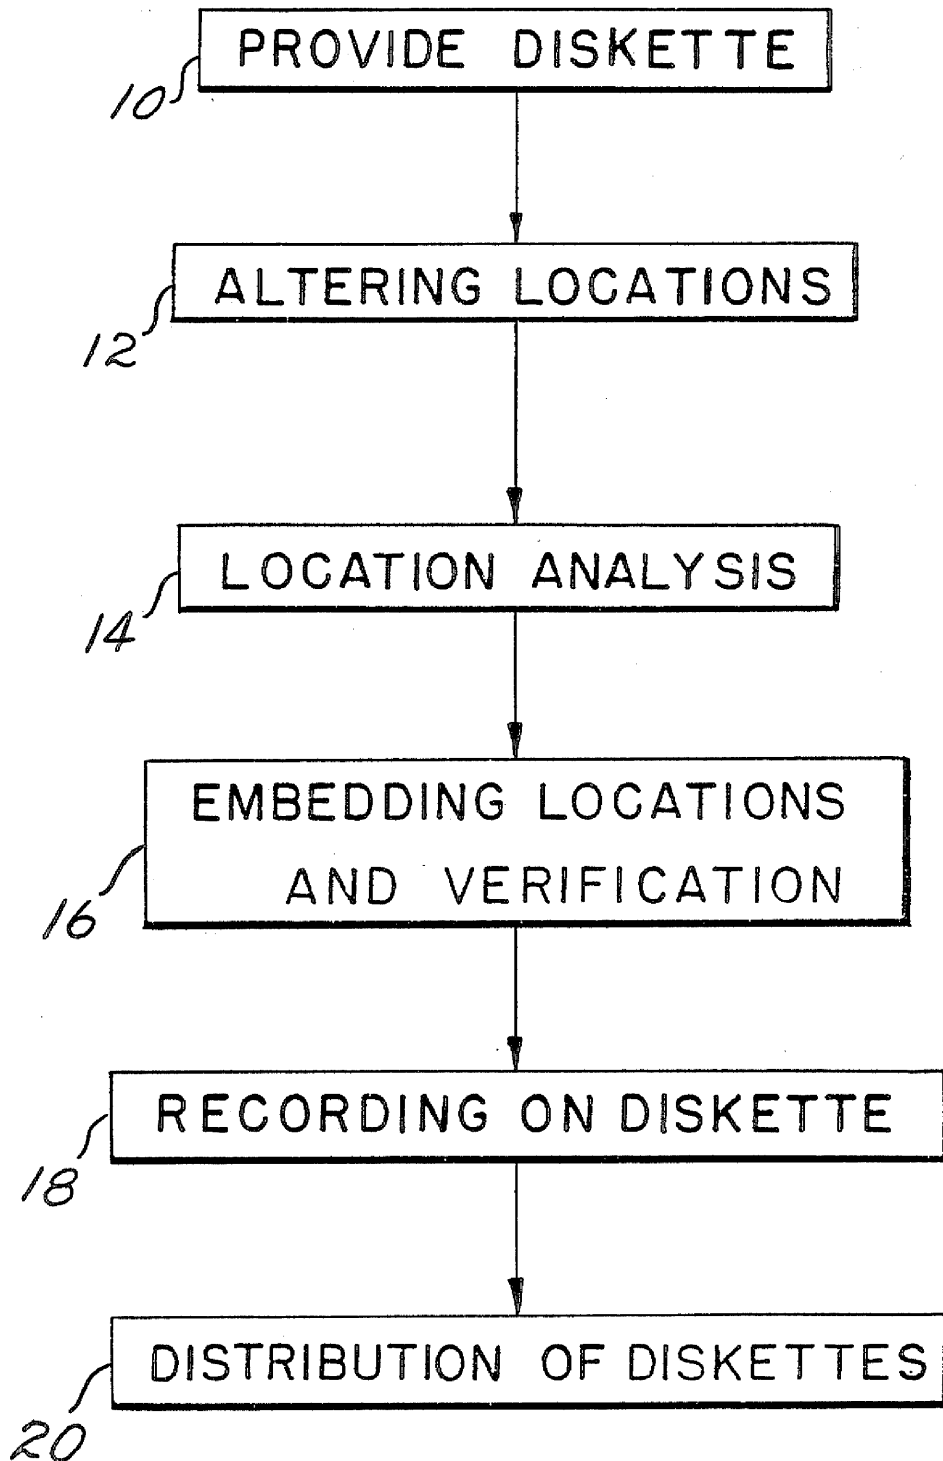 PROVIDE DISKETTE
10
ALTERING LOCATIONS
12
LOCATION ANALYSIS
14
EMBEDDING LOCATIONS
AND VERIFICATION
16
RECORDING ON DISKETTE
18
DISTRIBUTION OF DISKETTES
20